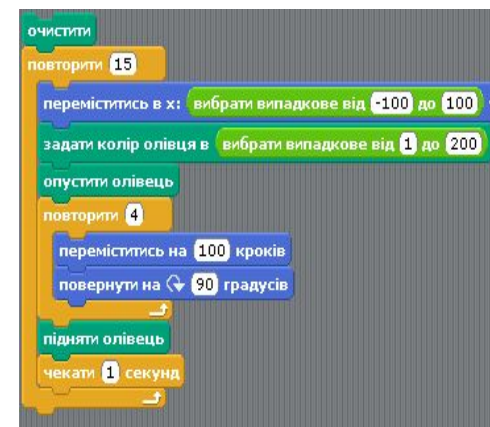 очистити
повторити 15
переміститись в x: вибрати випадкове від -100 до 100
задати колір олівця в вибрати випадкове від 1 до 200
опустити олівець
повторити 4
переміститись на 100 кроків
повернути на 90 градусів
підняти олівець
чекати 1 секунд